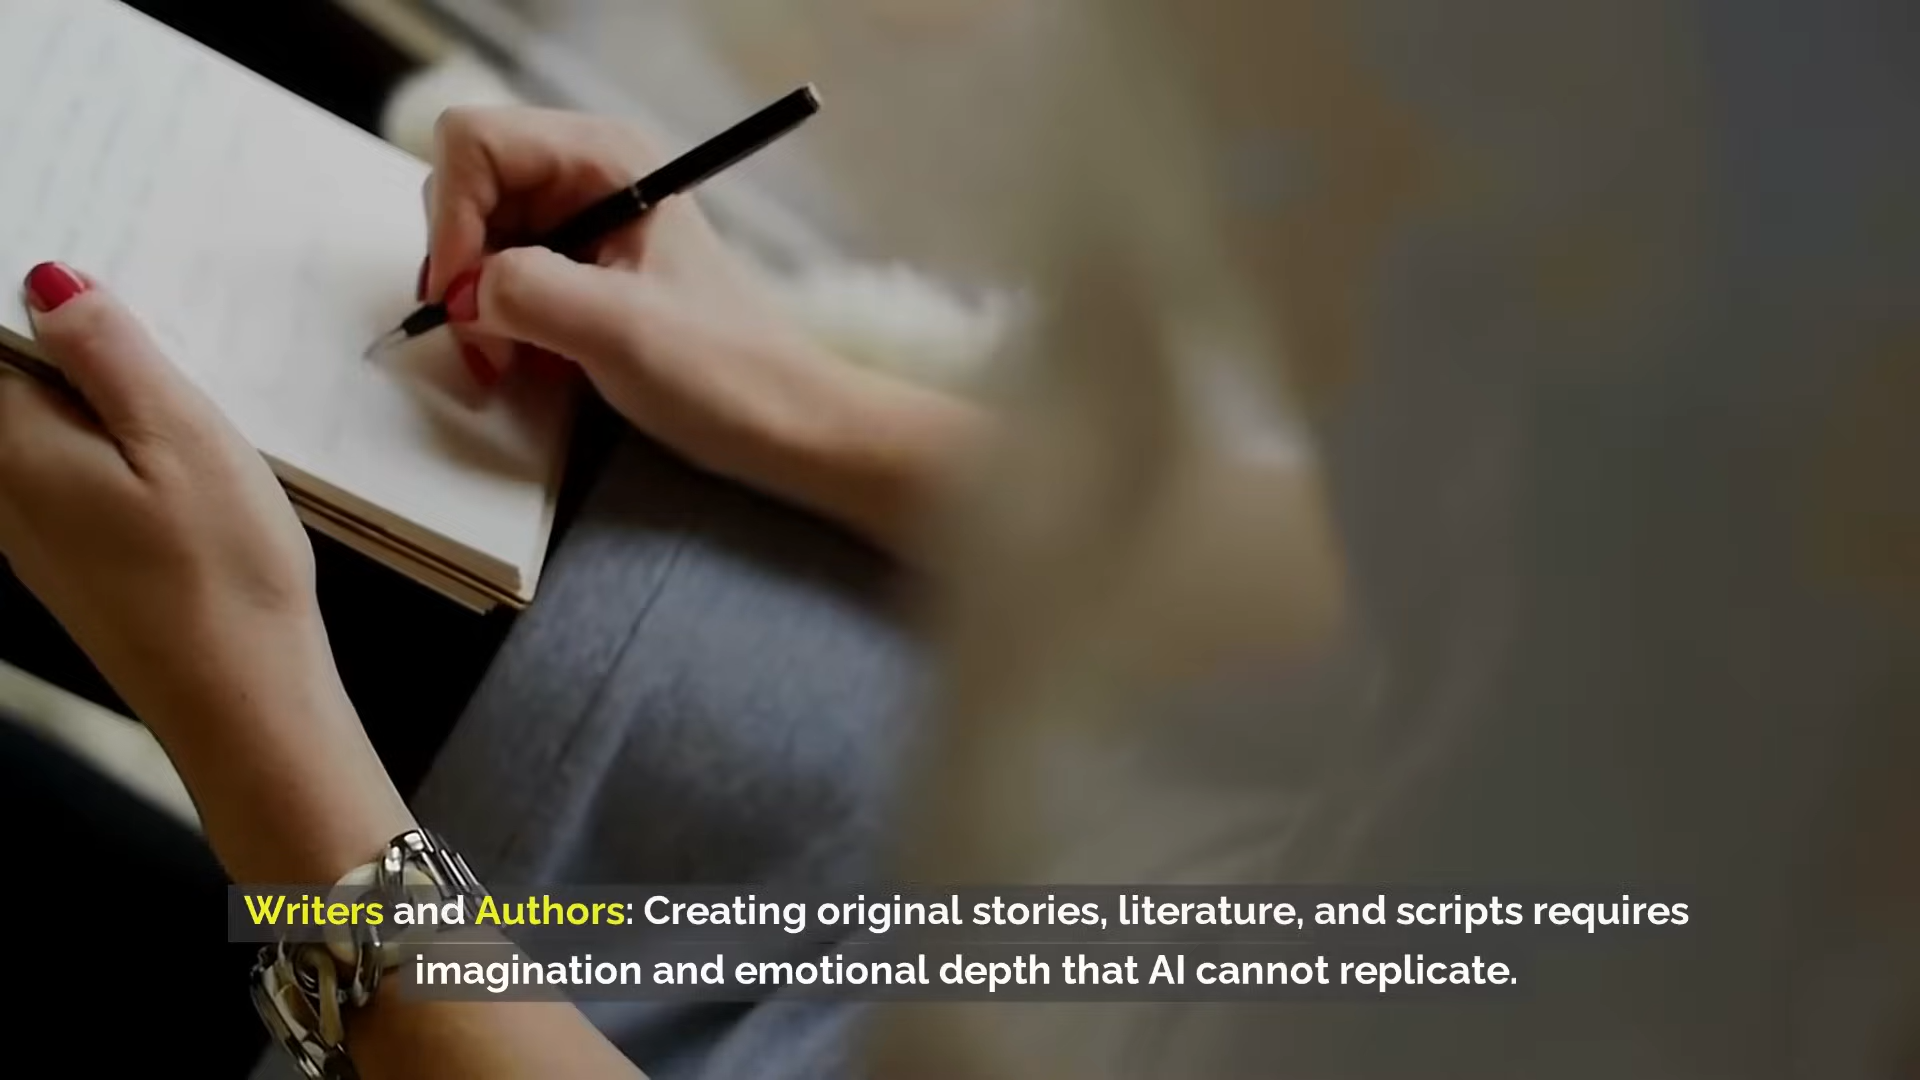 Writers and Authors: Creating original stories, literature, and scripts requires
imagination and emotional depth that AI cannot replicate.